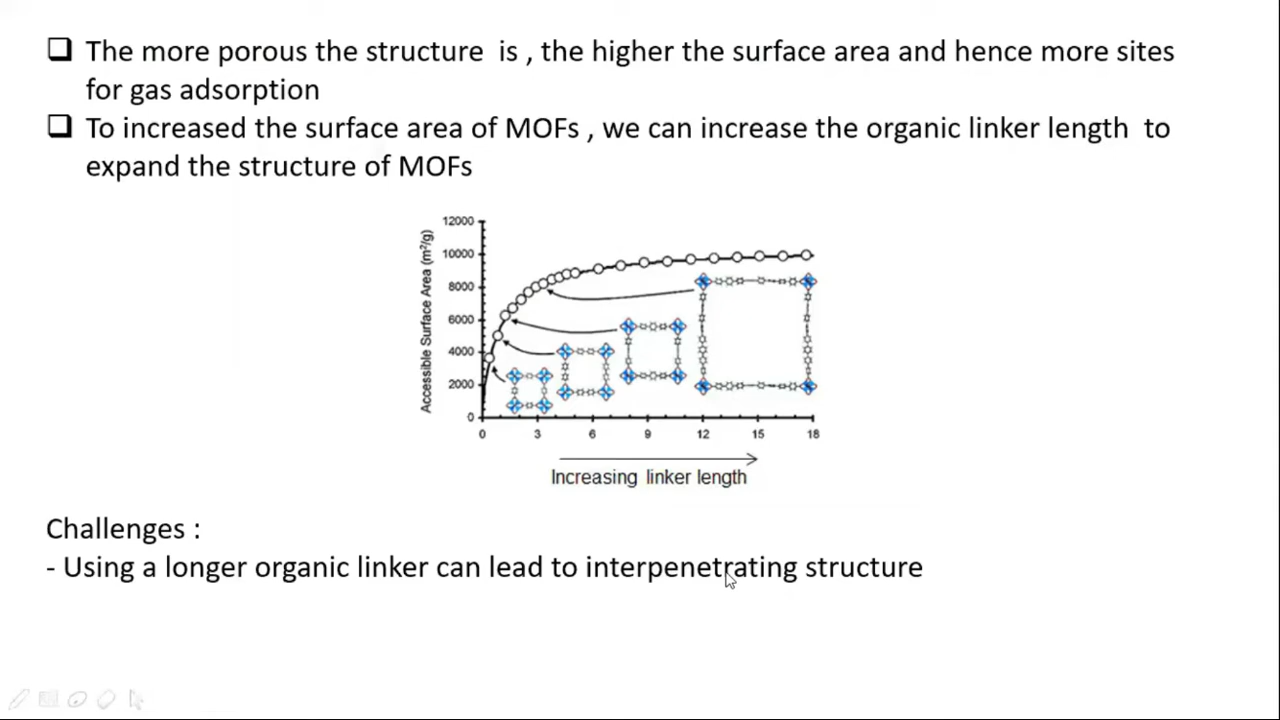 ❑ The more porous the structure is , the higher the surface area and hence more sites
for gas adsorption
❑ To increased the surface area of MOFs , we can increase the organic linker length to
expand the structure of MOFs
Accessible Surface Area (m²/g)
12000
10000
8000
6000
4000
2000
0
0 3 6 9 12 15 18
Increasing linker length
Challenges :
- Using a longer organic linker can lead to interpenetrating structure